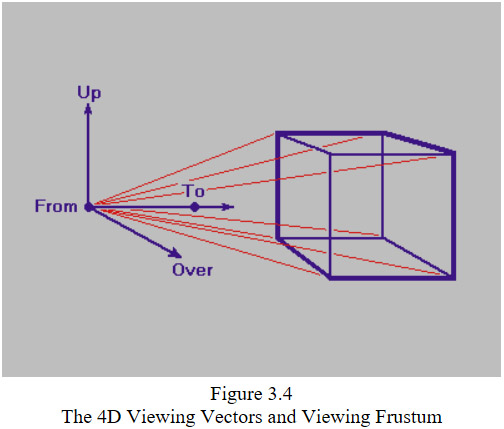 Up
To
From
Over
Figure 3.4
The 4D Viewing Vectors and Viewing Frustum